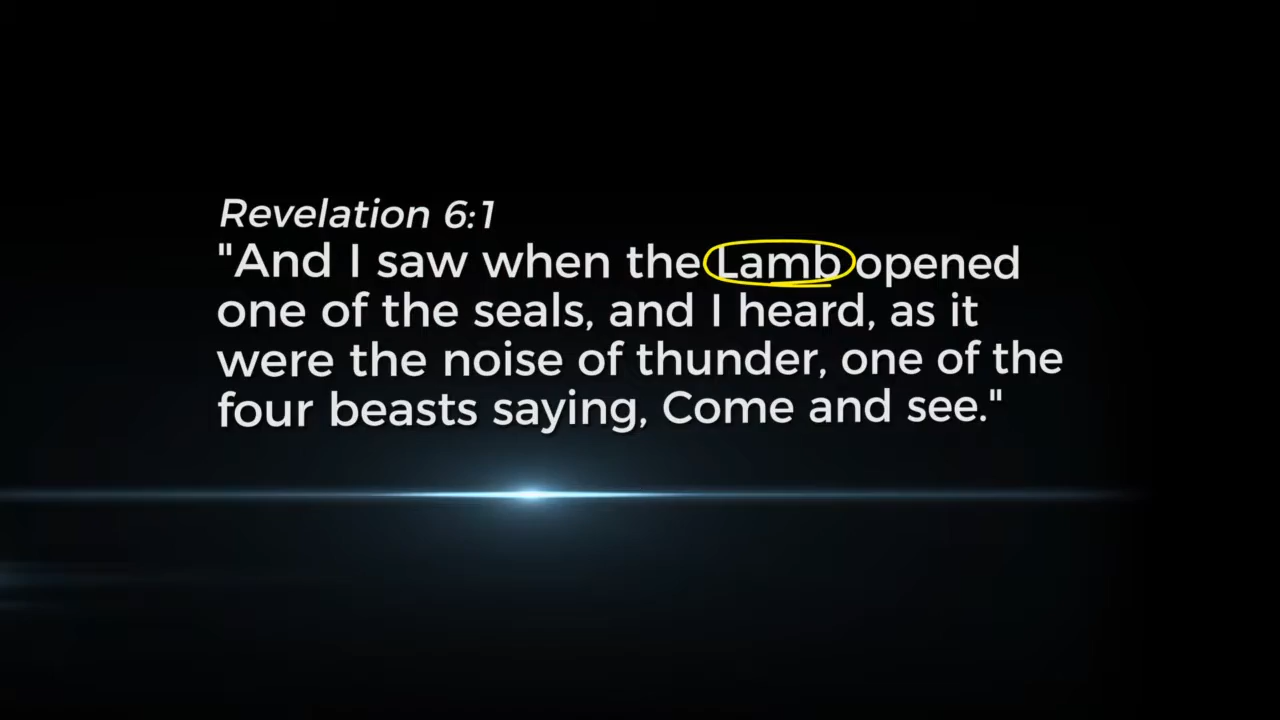 Revelation 6:1
"And I saw when the Lamb opened
one of the seals, and I heard, as it
were the noise of thunder, one of the
four beasts saying, Come and see."